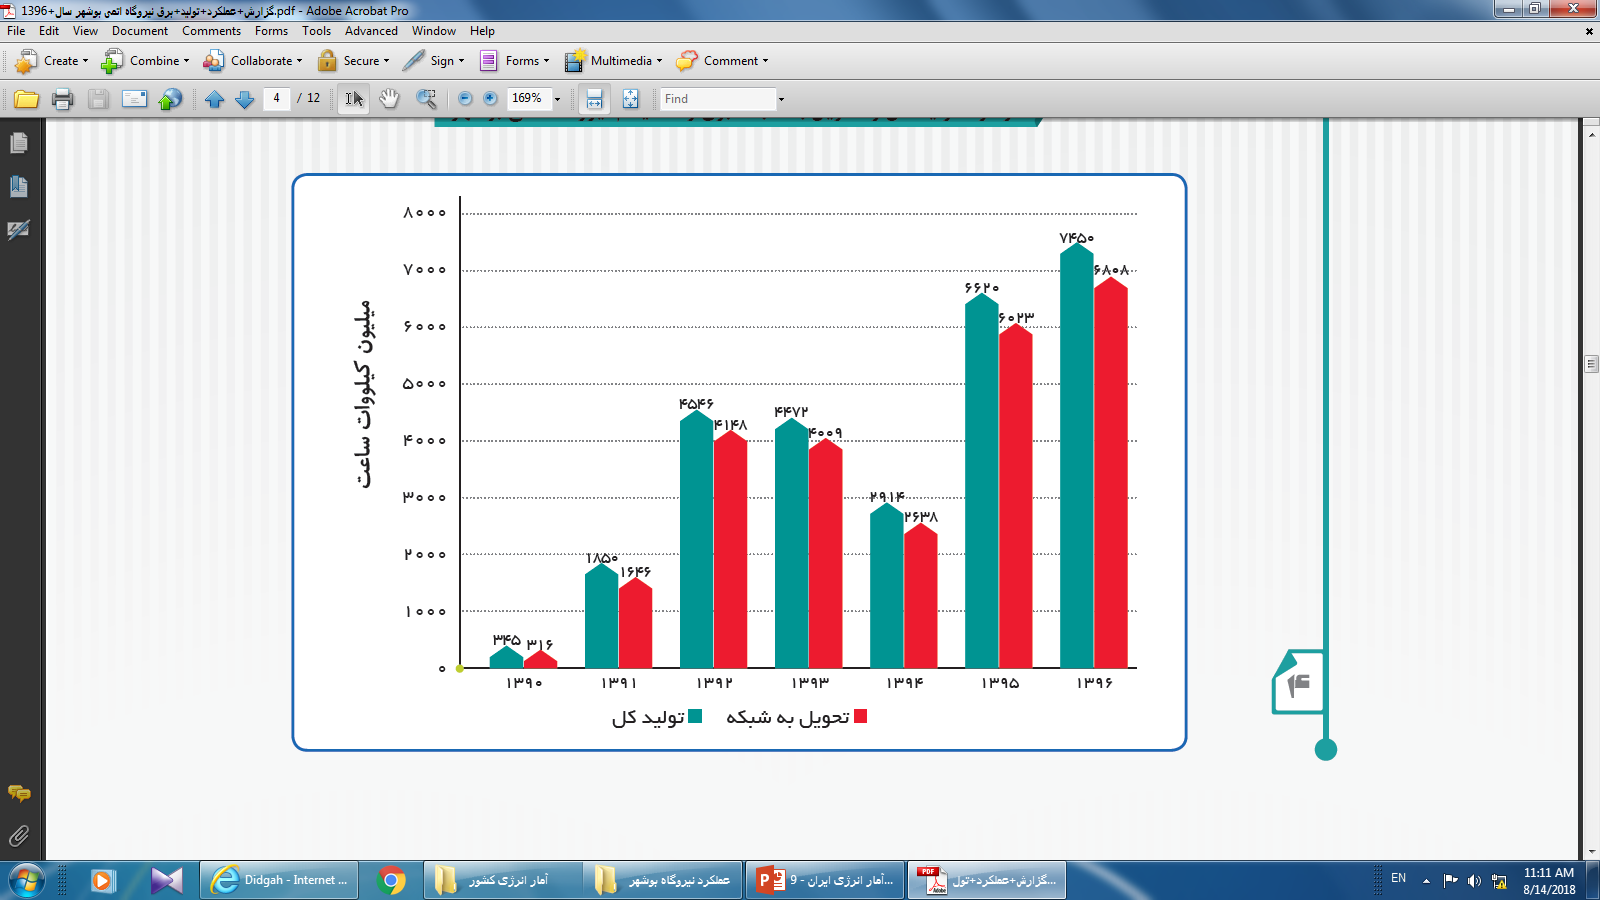 گزارش+عملکرد+تولید+برق نیروگاه اتمی بوشهر سال+1396.pdf - Adobe Acrobat Pro
File Edit View Document Comments Forms Tools Advanced Window Help
Create Combine Collaborate Secure Sign Forms Multimedia Comment
4 / 12 169% Find
۸۰۰۰
۷۰۰۰
۶۰۰۰
۵۰۰۰
۴۰۰۰
۳۰۰۰
۲۰۰۰
۱۰۰۰
۰
میلیون کیلووات ساعت
۳۴۵ ۳۱۶
۱۸۵۰ ۱۶۴۶
۴۵۴۶ ۴۱۴۸
۴۴۷۲ ۴۰۰۹
۲۹۱۴ ۲۶۳۸
۶۶۲۰ ۶۰۲۳
۷۴۵۰ ۶۸۰۸
۱۳۹۰ ۱۳۹۱ ۱۳۹۲ ۱۳۹۳ ۱۳۹۴ ۱۳۹۵ ۱۳۹۶
تحویل به شبکه تولید کل
۴
Didgah - Internet ...
آمار انرژی کشور
عملکرد نیروگاه بوشهر
آمار انرژی ایران - 9...
گزارش+عملکرد+تول...
EN
11:11 AM
8/14/2018